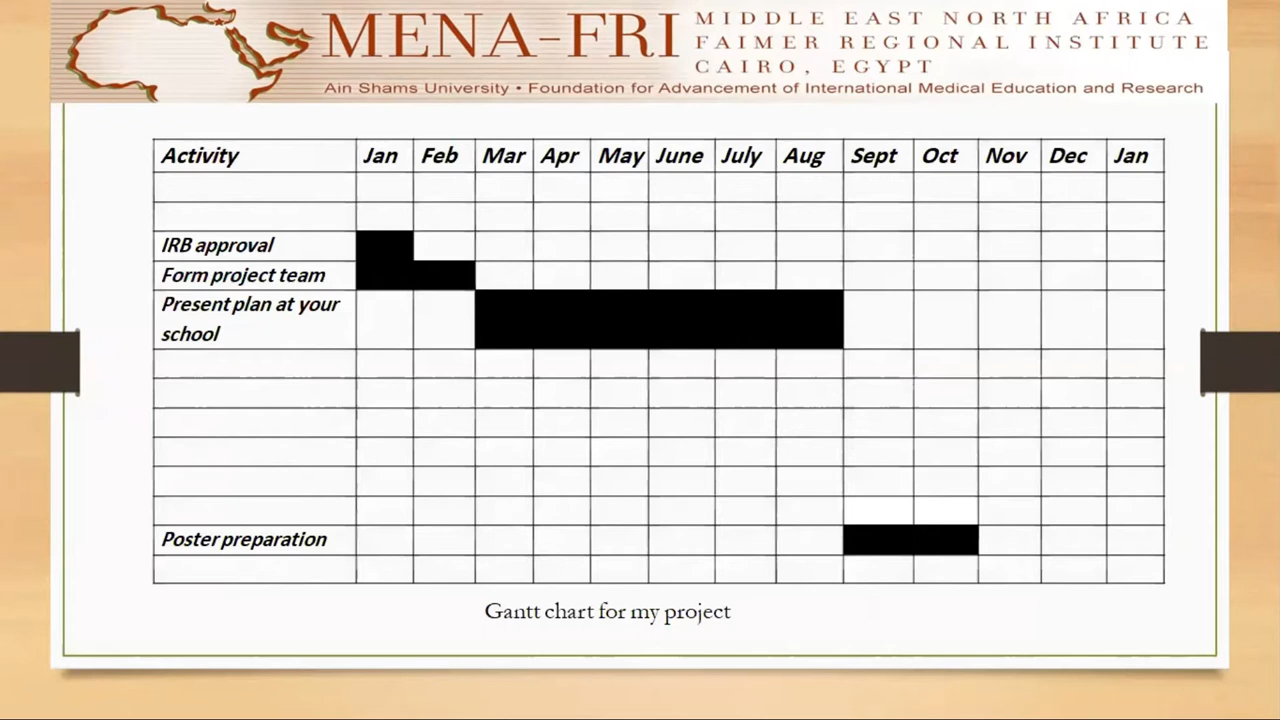 MENA-FRI
MIDDLE EAST NORTH AFRICA
FAIMER REGIONAL INSTITUTE
CAIRO, EGYPT
Ain Shams University • Foundation for Advancement of International Medical Education and Research
Activity Jan Feb Mar Apr May June July Aug Sept Oct Nov Dec Jan
IRB approval
Form project team
Present plan at your
school
Poster preparation
Gantt chart for my project